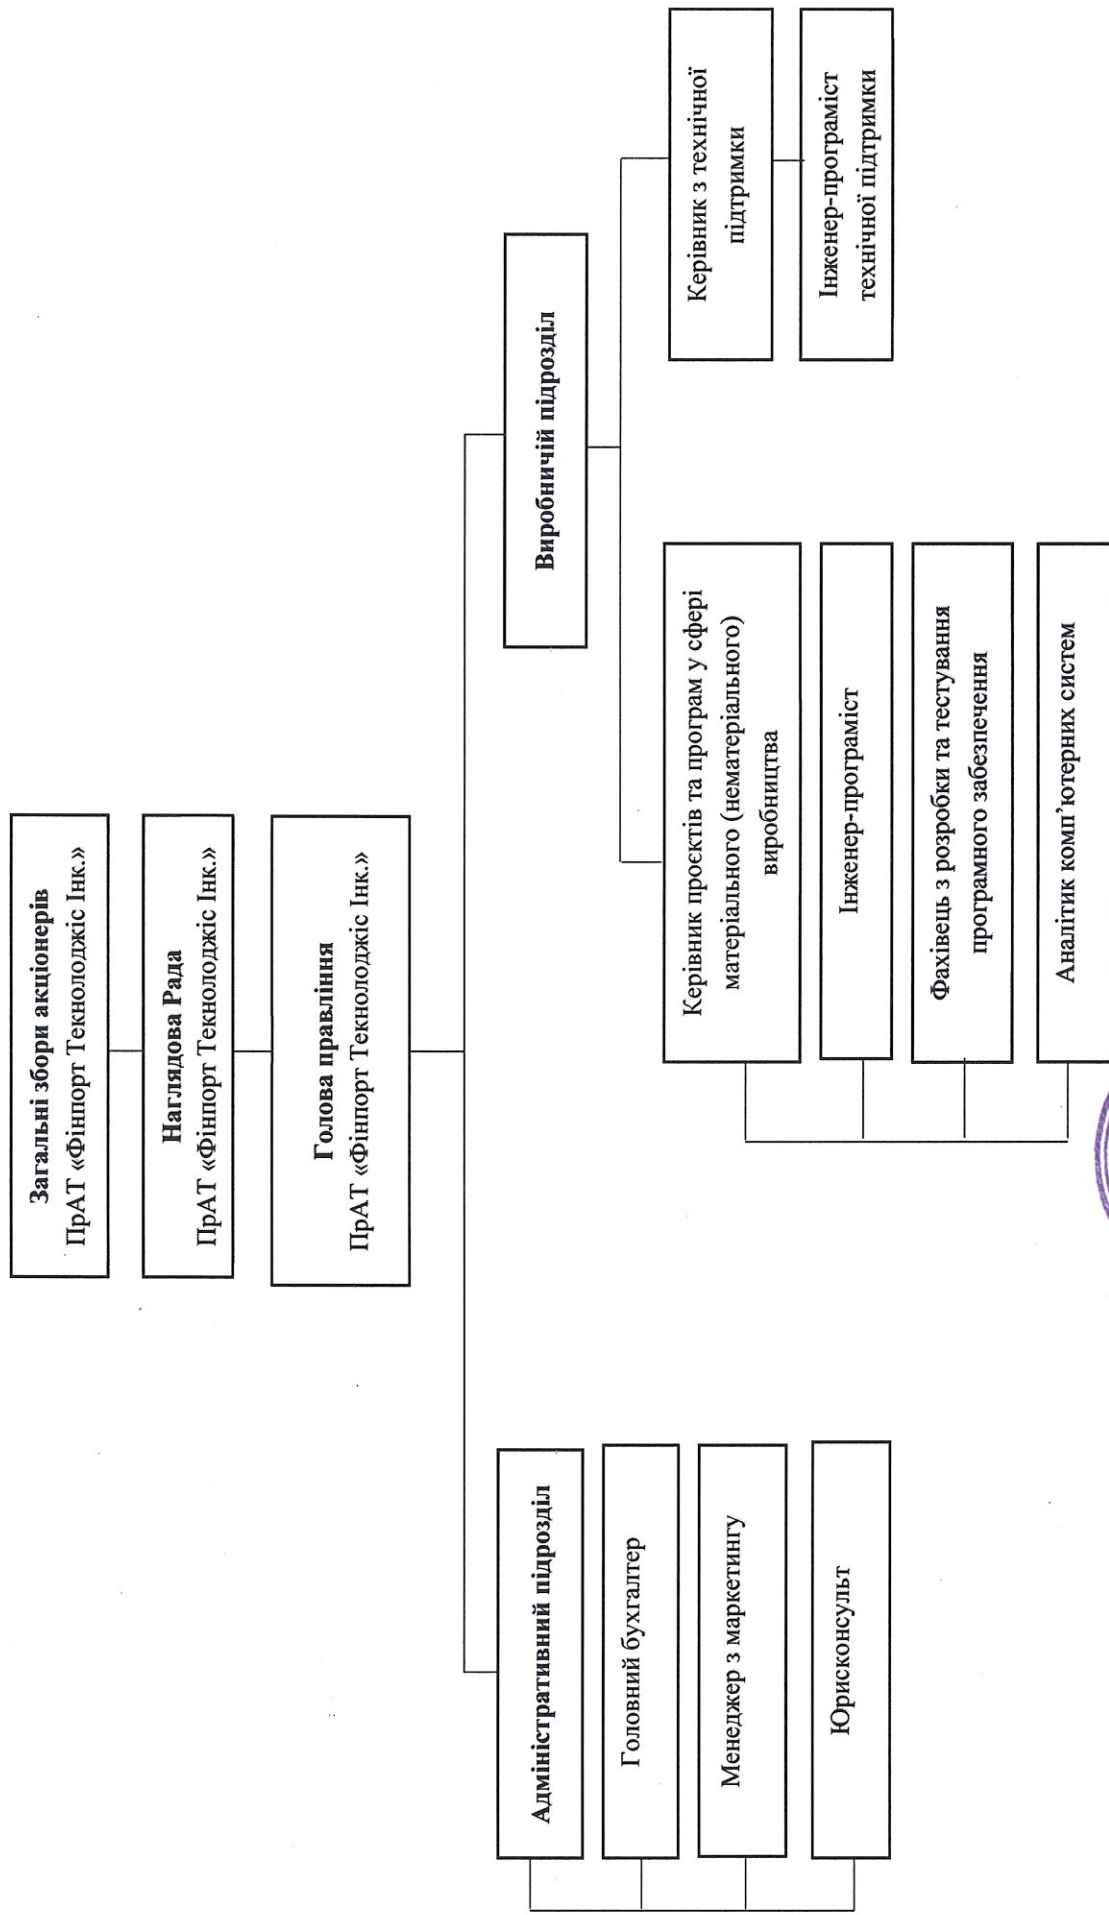 Загальні збори акціонерів
ПрАТ «Фінпорт Текнолоджіс Інк.»
Наглядова Рада
ПрАТ «Фінпорт Текнолоджіс Інк.»
Голова правління
ПрАТ «Фінпорт Текнолоджіс Інк.»
Адміністративний підрозділ
Головний бухгалтер
Менеджер з маркетингу
Юрисконсульт
Виробничій підрозділ
Керівник проєктів та програм у сфері
матеріального (нематеріального)
виробництва
Інженер-програміст
Фахівець з розробки та тестування
програмного забезпечення
Аналітик комп’ютерних систем
Керівник з технічної
підтримки
Інженер-програміст
технічної підтримки